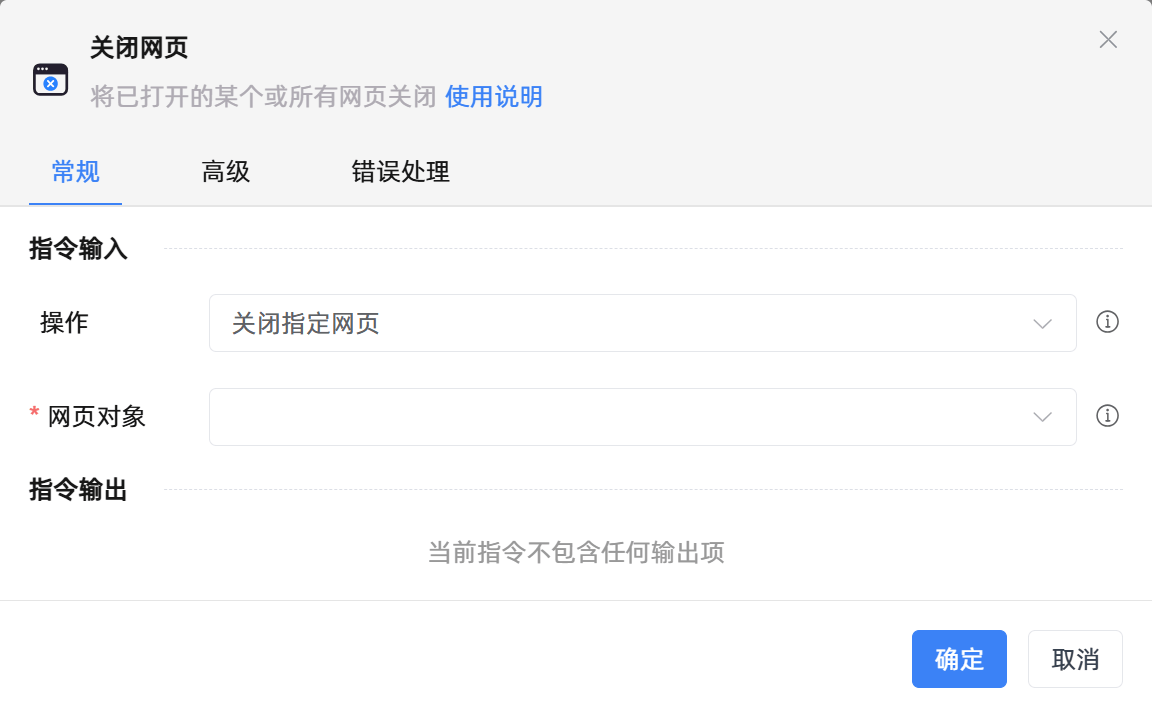 关闭网页
将已打开的某个或所有网页关闭 使用说明
常规 高级 错误处理
指令输入
操作 关闭指定网页
* 网页对象
指令输出
当前指令不包含任何输出项
确定 取消